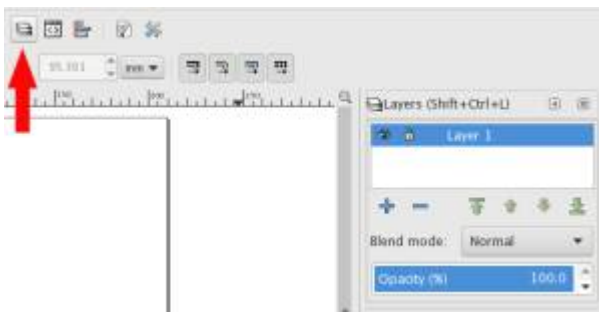 mm
Layers (Shift+Ctrl+L)
Layer 1
Blend mode: Normal
Opacity (%) 100.0